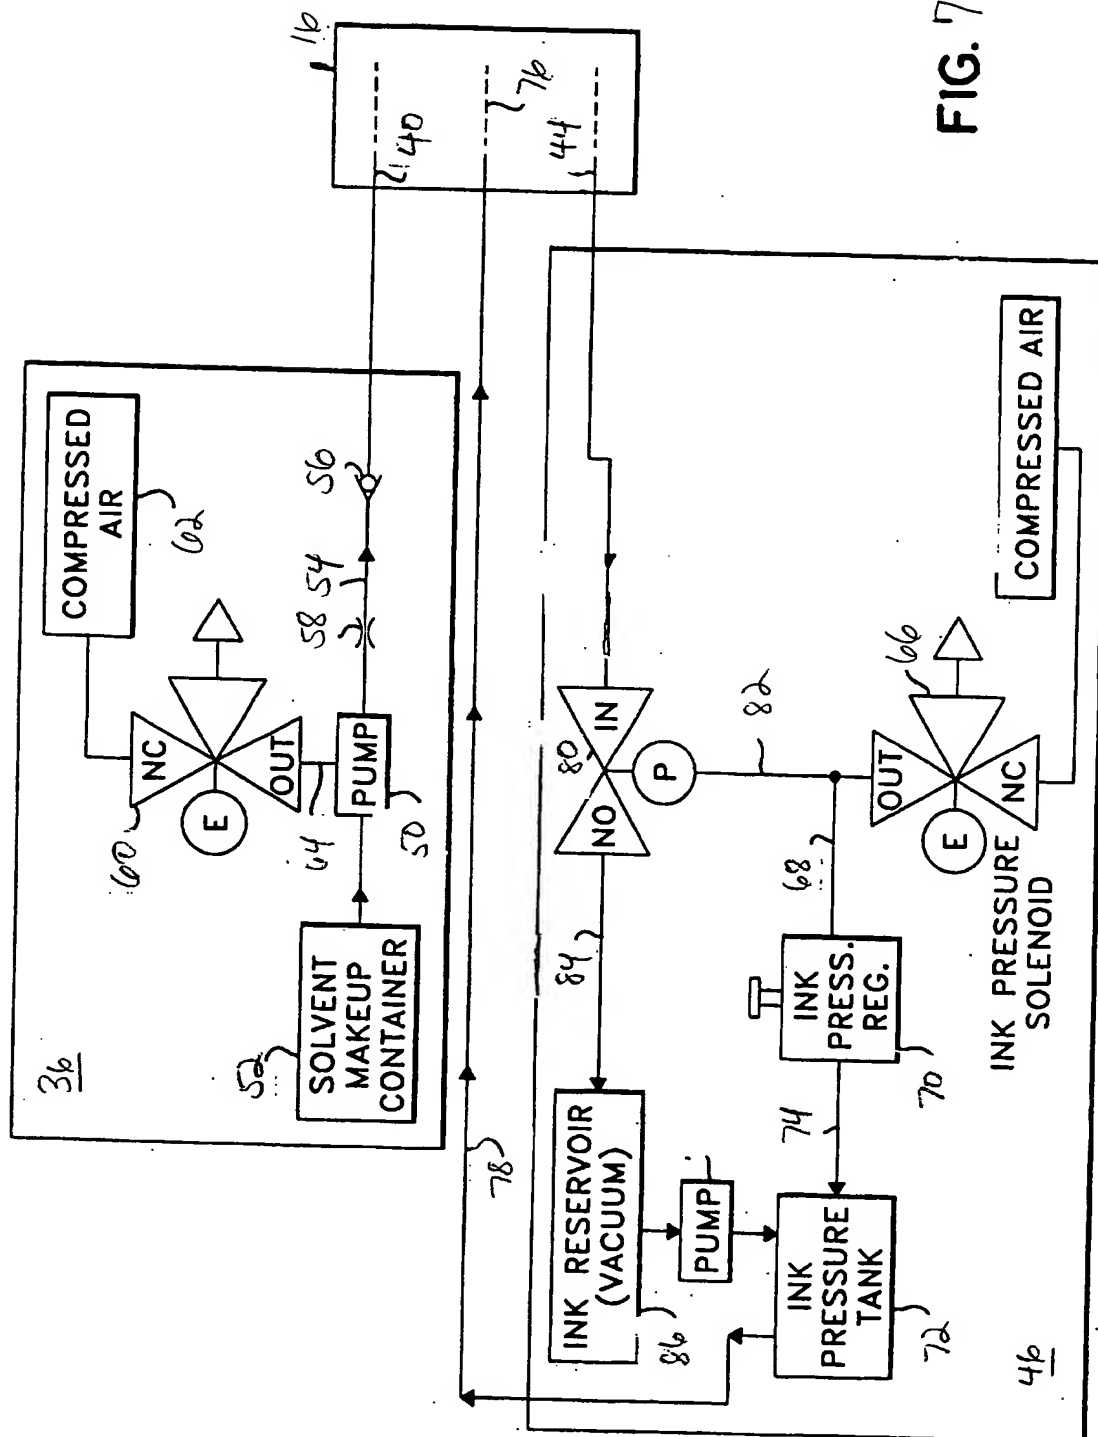 FIG. 7
16
40
76
44
36
COMPRESSED
AIR
62
60
NC
E
OUT
64
PUMP
50
58
54
56
52
SOLVENT
MAKEUP
CONTAINER
78
46
80
IN
NO
P
82
84
INK RESERVOIR
(VACUUM)
86
PUMP
INK
PRESSURE
TANK
72
74
INK
PRESS.
REG.
70
68
OUT
66
E
NC
INK PRESSURE
SOLENOID
COMPRESSED AIR